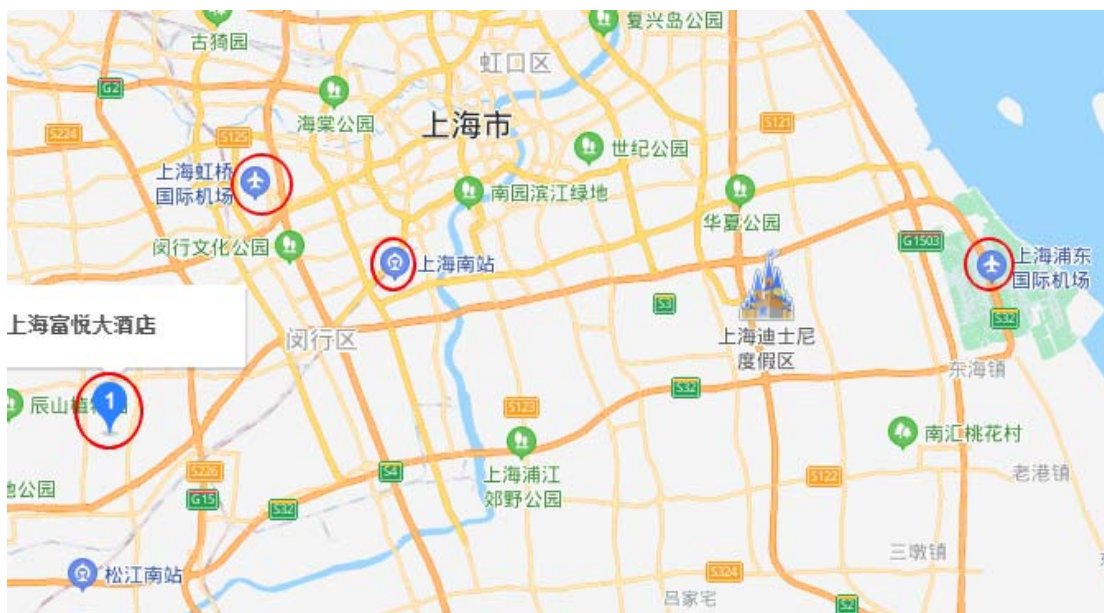 复兴岛公园
古猗园
虹口区
G2
海棠公园
上海市
S224
S125
S121
世纪公园
上海虹桥
国际机场
南园滨江绿地
华夏公园
闵行文化公园
上海南站
G1503
上海浦东
国际机场
上海富悦大酒店
闵行区
S3
S32
上海迪士尼
度假区
东海镇
S32
辰山植
1
S123
南汇桃花村
上海浦江
郊野公园
S226
S4
S122
老港镇
公园
G15
S32
松江南站
三墩镇
S324
吕家宅
S2